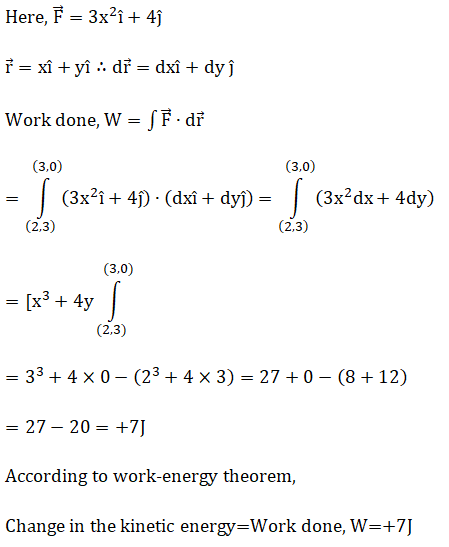 Here, F⃗ = 3x²î + 4ĵ
r⃗ = xî + yî ∴ dr⃗ = dxî + dy ĵ
Work done, W = ∫ F⃗ · dr⃗
= ∫_(2,3)^(3,0) (3x²î + 4ĵ) · (dxî + dyĵ) = ∫_(2,3)^(3,0) (3x²dx + 4dy)
= [x³ + 4y ∫_(2,3)^(3,0)
= 3³ + 4 × 0 − (2³ + 4 × 3) = 27 + 0 − (8 + 12)
= 27 − 20 = +7J
According to work-energy theorem,
Change in the kinetic energy=Work done, W=+7J